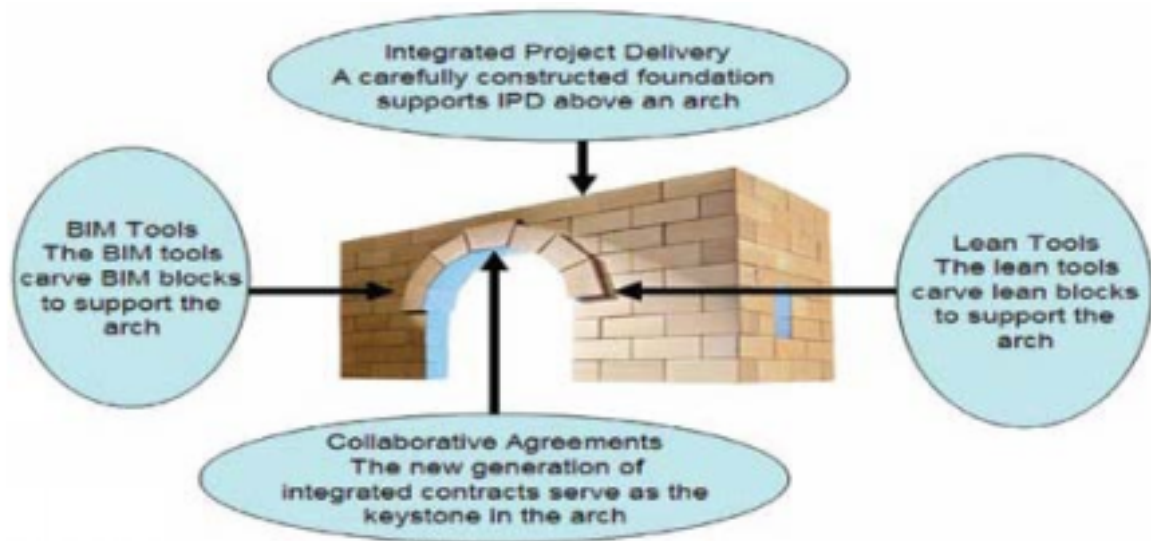 Integrated Project Delivery
A carefully constructed foundation
supports IPD above an arch
BIM Tools
The BIM tools
carve BIM blocks
to support the
arch
Lean Tools
The lean tools
carve lean blocks
to support the
arch
Collaborative Agreements
The new generation of
integrated contracts serve as the
keystone in the arch